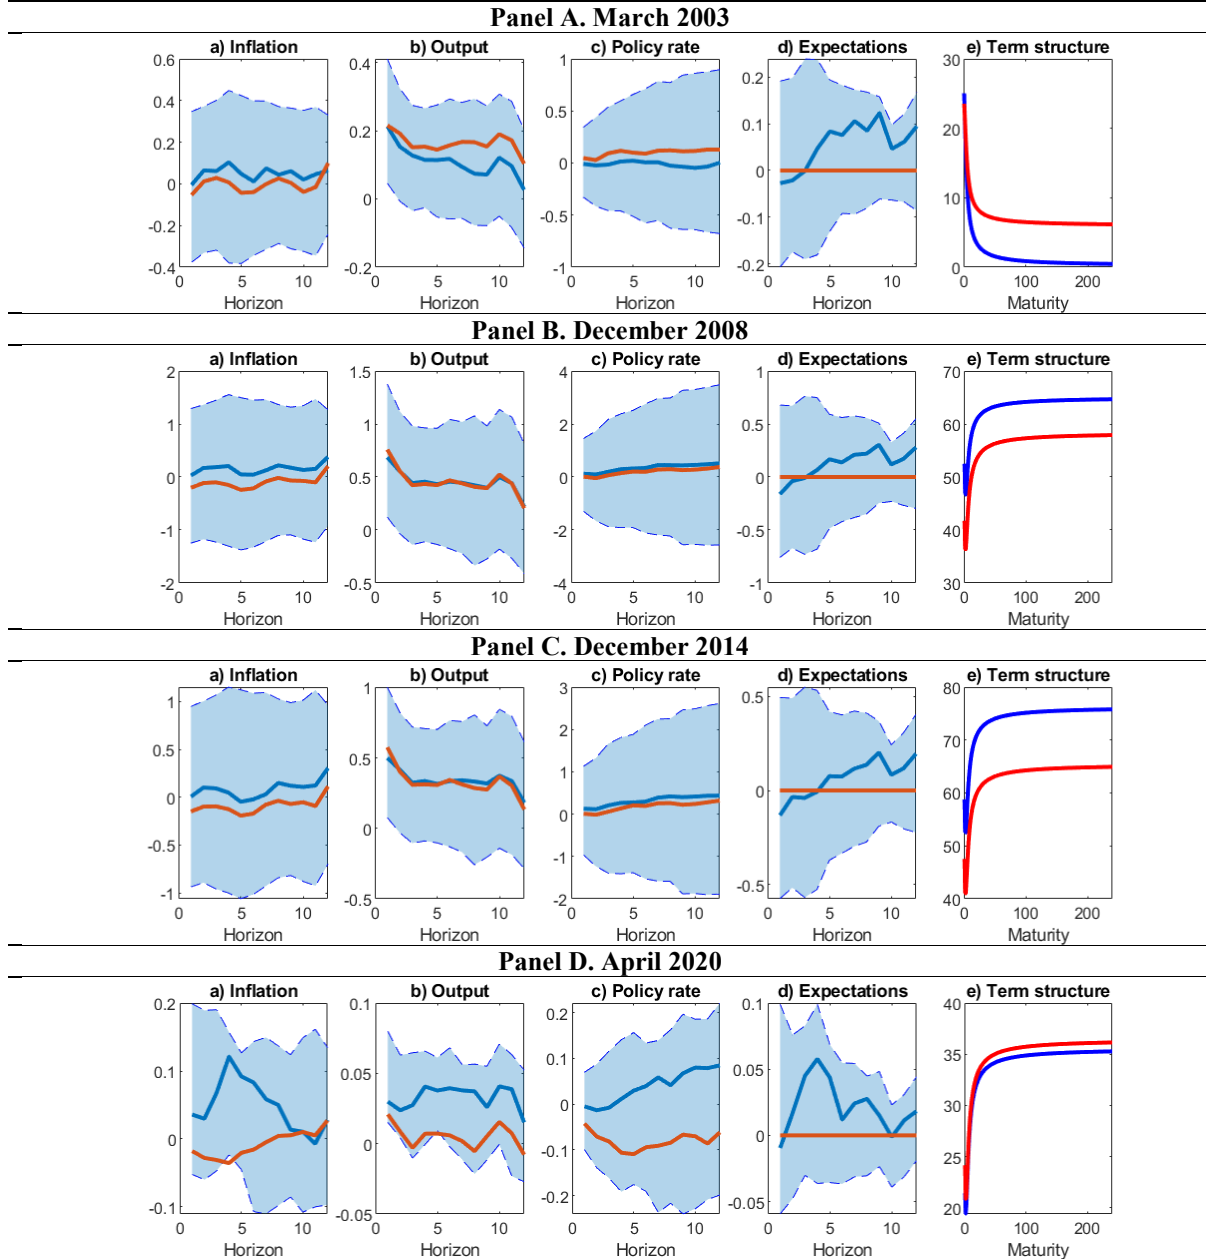 Panel A. March 2003
a) Inflation b) Output c) Policy rate d) Expectations e) Term structure
0.6 0.4 0.2 0 -0.2 -0.4
0.4 0.2 0 -0.2
1 0.5 0 -0.5 -1
0.2 0.1 0 -0.1 -0.2
30 20 10 0
0 5 10 0 5 10 0 5 10 0 5 10 0 100 200
Horizon Horizon Horizon Horizon Maturity
Panel B. December 2008
a) Inflation b) Output c) Policy rate d) Expectations e) Term structure
2 1 0 -1 -2
1.5 1 0.5 0 -0.5
4 2 0 -2 -4
1 0.5 0 -0.5 -1
70 60 50 40 30
0 5 10 0 5 10 0 5 10 0 5 10 0 100 200
Horizon Horizon Horizon Horizon Maturity
Panel C. December 2014
a) Inflation b) Output c) Policy rate d) Expectations e) Term structure
1 0.5 0 -0.5 -1
1 0.5 0 -0.5
3 2 1 0 -1 -2
0.5 0 -0.5
80 70 60 50 40
0 5 10 0 5 10 0 5 10 0 5 10 0 100 200
Horizon Horizon Horizon Horizon Maturity
Panel D. April 2020
a) Inflation b) Output c) Policy rate d) Expectations e) Term structure
0.2 0.1 0 -0.1
0.1 0.05 0 -0.05
0.2 0.1 0 -0.1 -0.2
0.1 0.05 0 -0.05
40 35 30 25 20
0 5 10 0 5 10 0 5 10 0 5 10 0 100 200
Horizon Horizon Horizon Horizon Maturity